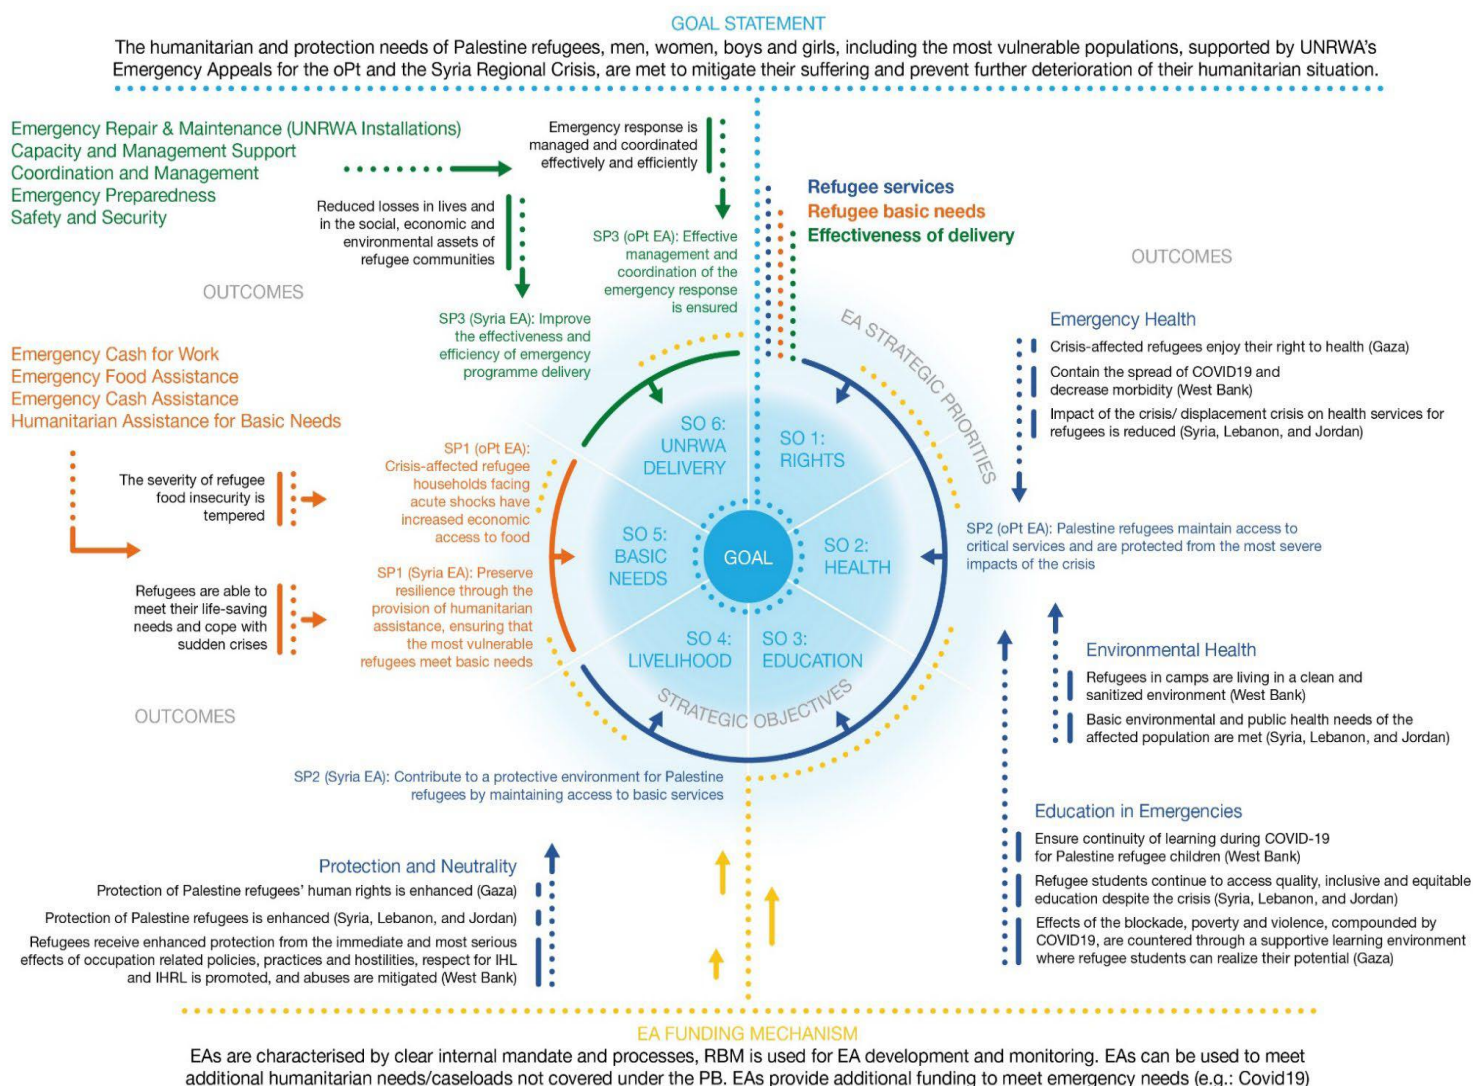 GOAL STATEMENT
The humanitarian and protection needs of Palestine refugees, men, women, boys and girls, including the most vulnerable populations, supported by UNRWA's
Emergency Appeals for the oPt and the Syria Regional Crisis, are met to mitigate their suffering and prevent further deterioration of their humanitarian situation.
Emergency Repair & Maintenance (UNRWA Installations)
Capacity and Management Support
Coordination and Management
Emergency Preparedness
Safety and Security
Emergency response is
managed and coordinated
effectively and efficiently
Reduced losses in lives and
in the social, economic and
environmental assets of
refugee communities
SP3 (oPt EA): Effective
management and
coordination of the
emergency response
is ensured
SP3 (Syria EA): Improve
the effectiveness and
efficiency of emergency
programme delivery
Refugee services
Refugee basic needs
Effectiveness of delivery
OUTCOMES
OUTCOMES
Emergency Cash for Work
Emergency Food Assistance
Emergency Cash Assistance
Humanitarian Assistance for Basic Needs
The severity of refugee
food insecurity is
tempered
Refugees are able to
meet their life-saving
needs and cope with
sudden crises
SP1 (oPt EA):
Crisis-affected refugee
households facing
acute shocks have
increased economic
access to food
SP1 (Syria EA): Preserve
resilience through the
provision of humanitarian
assistance, ensuring that
the most vulnerable
refugees meet basic needs
OUTCOMES
EA STRATEGIC PRIORITIES
SO 6:
UNRWA
DELIVERY
SO 1:
RIGHTS
SO 5:
BASIC
NEEDS
GOAL
SO 2:
HEALTH
SO 4:
LIVELIHOOD
SO 3:
EDUCATION
STRATEGIC OBJECTIVES
Emergency Health
Crisis-affected refugees enjoy their right to health (Gaza)
Contain the spread of COVID19 and
decrease morbidity (West Bank)
Impact of the crisis/ displacement crisis on health services for
refugees is reduced (Syria, Lebanon, and Jordan)
SP2 (oPt EA): Palestine refugees maintain access to
critical services and are protected from the most severe
impacts of the crisis
Environmental Health
Refugees in camps are living in a clean and
sanitized environment (West Bank)
Basic environmental and public health needs of the
affected population are met (Syria, Lebanon, and Jordan)
SP2 (Syria EA): Contribute to a protective environment for Palestine
refugees by maintaining access to basic services
Education in Emergencies
Ensure continuity of learning during COVID-19
for Palestine refugee children (West Bank)
Refugee students continue to access quality, inclusive and equitable
education despite the crisis (Syria, Lebanon, and Jordan)
Effects of the blockade, poverty and violence, compounded by
COVID19, are countered through a supportive learning environment
where refugee students can realize their potential (Gaza)
Protection and Neutrality
Protection of Palestine refugees' human rights is enhanced (Gaza)
Protection of Palestine refugees is enhanced (Syria, Lebanon, and Jordan)
Refugees receive enhanced protection from the immediate and most serious
effects of occupation related policies, practices and hostilities, respect for IHL
and IHRL is promoted, and abuses are mitigated (West Bank)
EA FUNDING MECHANISM
EAs are characterised by clear internal mandate and processes, RBM is used for EA development and monitoring. EAs can be used to meet
additional humanitarian needs/caseloads not covered under the PB. EAs provide additional funding to meet emergency needs (e.g.: Covid19)